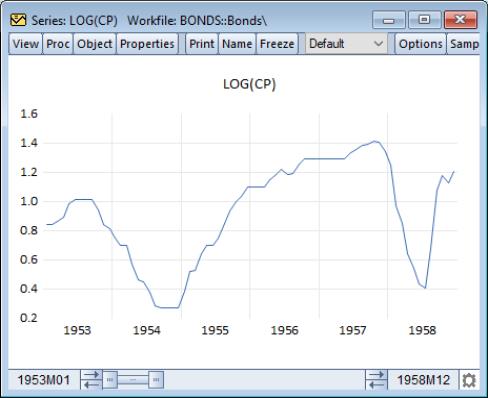 Series: LOG(CP) Workfile: BONDS::Bonds\
View Proc Object Properties Print Name Freeze Default Options Samp
LOG(CP)
1.6
1.4
1.2
1.0
0.8
0.6
0.4
0.2
1953 1954 1955 1956 1957 1958
1953M01 1958M12